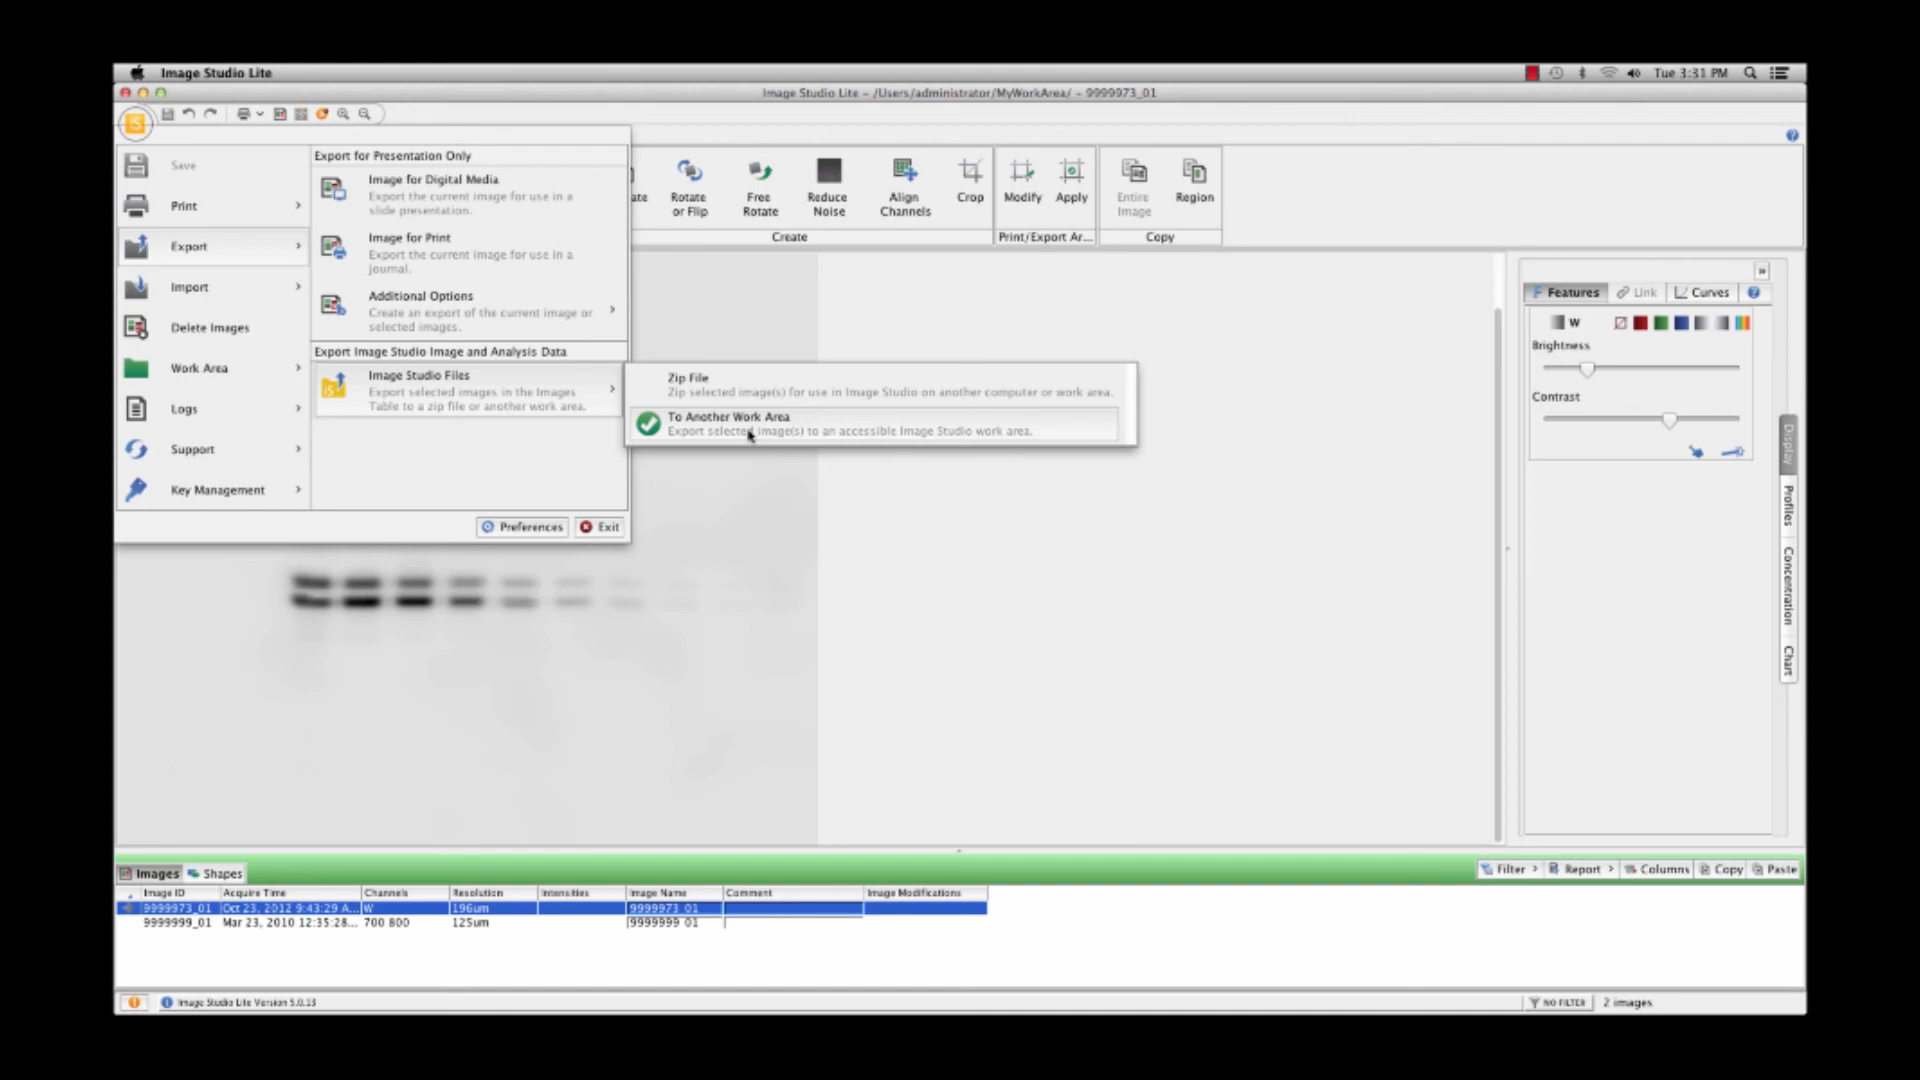 Image Studio Lite
Tue 3:31 PM
Image Studio Lite - /Users/administrator/MyWorkArea/ - 9999973_01
iS
Save
Print
Export
Import
Delete Images
Work Area
Logs
Support
Key Management
Export for Presentation Only
Image for Digital Media
Export the current image for use in a
slide presentation.
Image for Print
Export the current image for use in a
journal.
Additional Options
Create an export of the current image or
selected images.
Export Image Studio Image and Analysis Data
Image Studio Files
Export selected images in the Images
Table to a zip file or another work area.
Preferences
Exit
Zip File
Zip selected image(s) for use in Image Studio on another computer or work area.
To Another Work Area
Export selected image(s) to an accessible Image Studio work area.
ate
Rotate
or Flip
Free
Rotate
Reduce
Noise
Align
Channels
Crop
Create
Modify
Apply
Print/Export Ar...
Entire
Image
Region
Copy
Features
Link
Curves
W
Brightness
Contrast
Display
Profiles
Concentration
Chart
Images
Shapes
Filter
Report
Columns
Copy
Paste
Image ID Acquire Time Channels Resolution Intensities Image Name Comment Image Modifications
9999973_01 Oct 23, 2012 9:43:29 A... W 196um 9999973_01
9999999_01 Mar 23, 2010 12:35:28... 700 800 125um 9999999_01
Image Studio Lite Version 5.0.13
NO FILTER
2 images